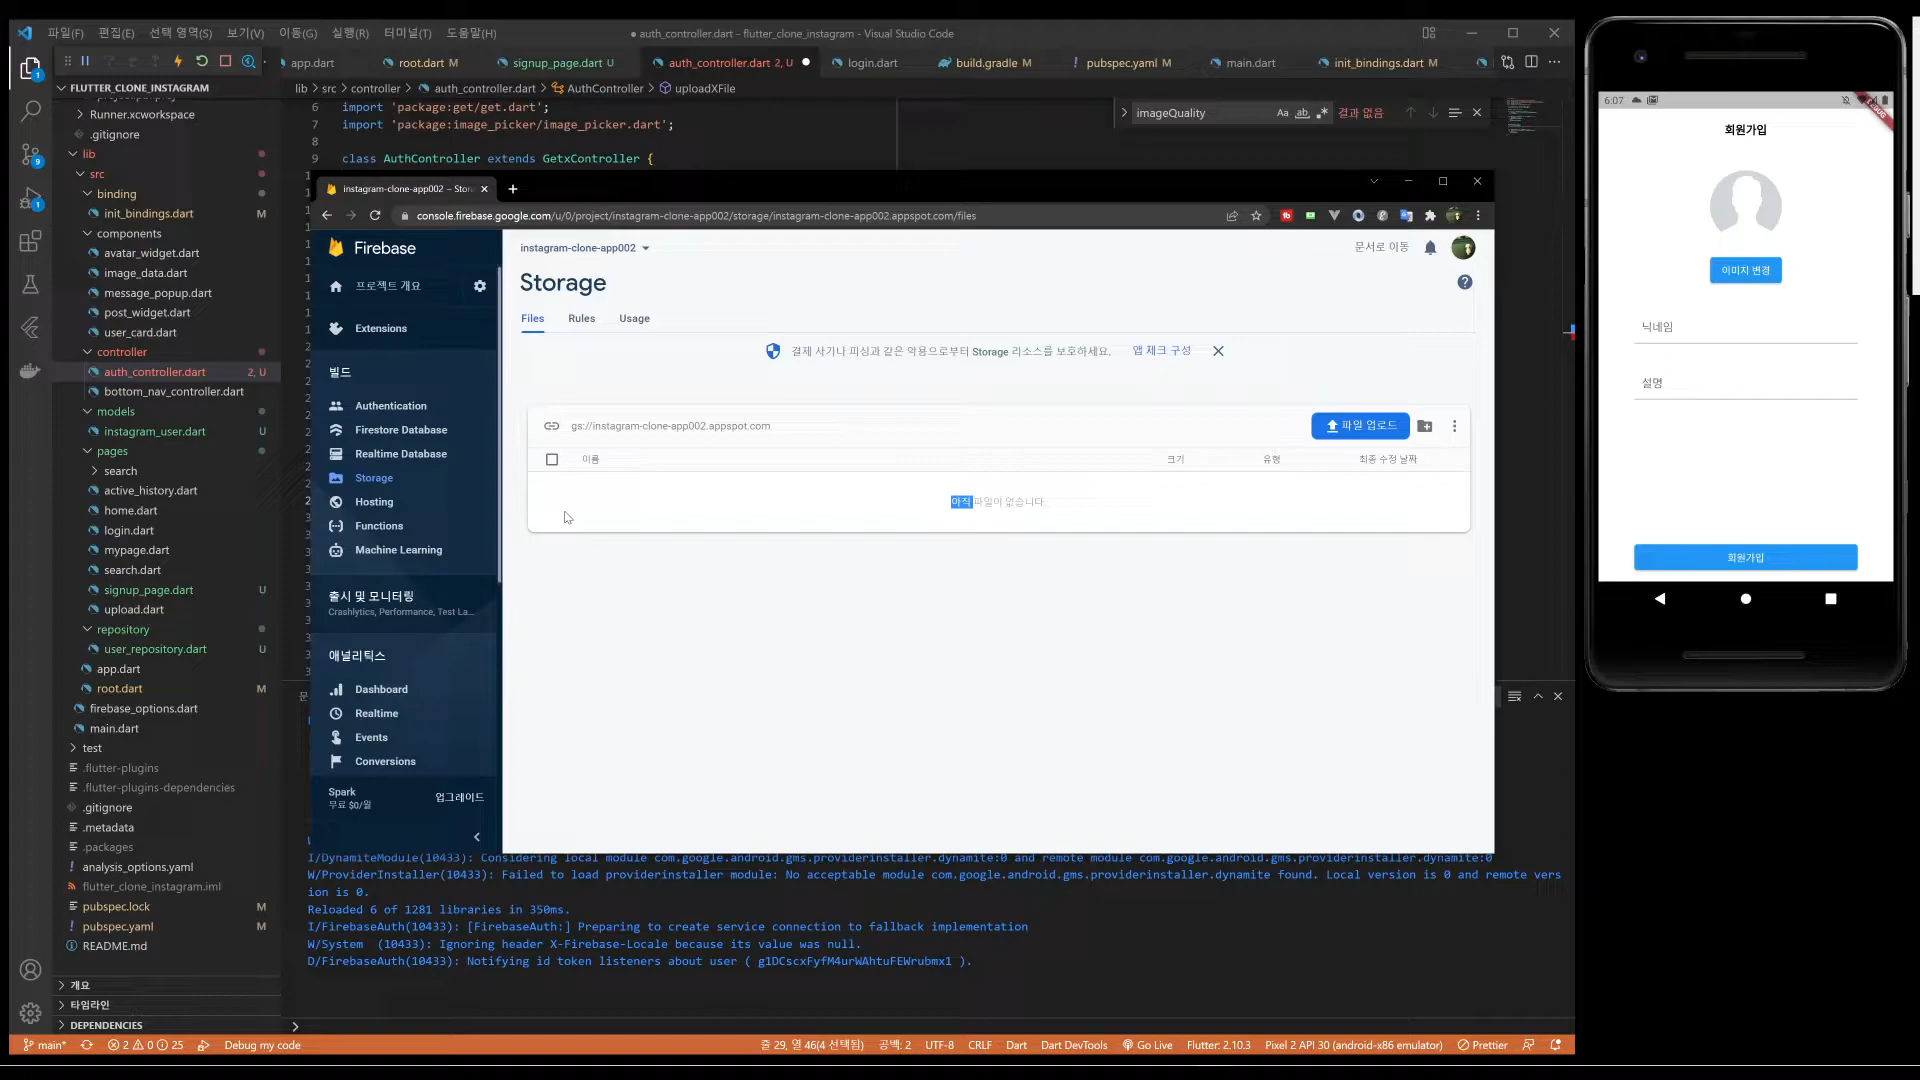 파일(F) 편집(E) 선택 영역(S) 보기(V) 이동(G) 실행(R) 터미널(T) 도움말(H)
● auth_controller.dart - flutter_clone_instagram - Visual Studio Code
app.dart root.dart M signup_page.dart U auth_controller.dart 2, U login.dart build.gradle M pubspec.yaml M main.dart init_bindings.dart M
lib > src > controller > auth_controller.dart > AuthController > uploadXFile
FLUTTER_CLONE_INSTAGRAM
Runner.xcworkspace
.gitignore
lib
src
binding
init_bindings.dart M
components
avatar_widget.dart
image_data.dart
message_popup.dart
post_widget.dart
user_card.dart
controller
auth_controller.dart 2, U
bottom_nav_controller.dart
models
instagram_user.dart U
pages
search
active_history.dart
home.dart
login.dart
mypage.dart
search.dart
signup_page.dart U
upload.dart
repository
user_repository.dart U
app.dart
root.dart M
firebase_options.dart
main.dart
test
.flutter-plugins
.flutter-plugins-dependencies
.gitignore
.metadata
.packages
analysis_options.yaml
flutter_clone_instagram.iml
pubspec.lock M
pubspec.yaml M
README.md
개요
타임라인
DEPENDENCIES
6 import 'package:get/get.dart';
7 import 'package:image_picker/image_picker.dart';
8
9 class AuthController extends GetxController {
imageQuality Aa ab 결과 없음
instagram-clone-app002 – Stor
console.firebase.google.com/u/0/project/instagram-clone-app002/storage/instagram-clone-app002.appspot.com/files
Firebase
프로젝트 개요
Extensions
빌드
Authentication
Firestore Database
Realtime Database
Storage
Hosting
Functions
Machine Learning
출시 및 모니터링
Crashlytics, Performance, Test La...
애널리틱스
Dashboard
Realtime
Events
Conversions
Spark
무료 $0/월
업그레이드
instagram-clone-app002
문서로 이동
Storage
Files Rules Usage
결제 사기나 피싱과 같은 악용으로부터 Storage 리소스를 보호하세요. 앱 체크 구성
gs://instagram-clone-app002.appspot.com
파일 업로드
이름 크기 유형 최종 수정 날짜
아직 파일이 없습니다.
I/DynamiteModule(10433): Considering local module com.google.android.gms.providerinstaller.dynamite:0 and remote module com.google.android.gms.providerinstaller.dynamite:0
W/ProviderInstaller(10433): Failed to load providerinstaller module: No acceptable module com.google.android.gms.providerinstaller.dynamite found. Local version is 0 and remote vers
ion is 0.
Reloaded 6 of 1281 libraries in 350ms.
I/FirebaseAuth(10433): [FirebaseAuth:] Preparing to create service connection to fallback implementation
W/System (10433): Ignoring header X-Firebase-Locale because its value was null.
D/FirebaseAuth(10433): Notifying id token listeners about user ( g1DCscxFyfM4urWAhtuFEWrubmx1 ).
main* 2 0 25 Debug my code
줄 29, 열 46(4 선택됨) 공백: 2 UTF-8 CRLF Dart Dart DevTools Go Live Flutter: 2.10.3 Pixel 2 API 30 (android-x86 emulator) Prettier
6:07
회원가입
이미지 변경
닉네임
설명
회원가입